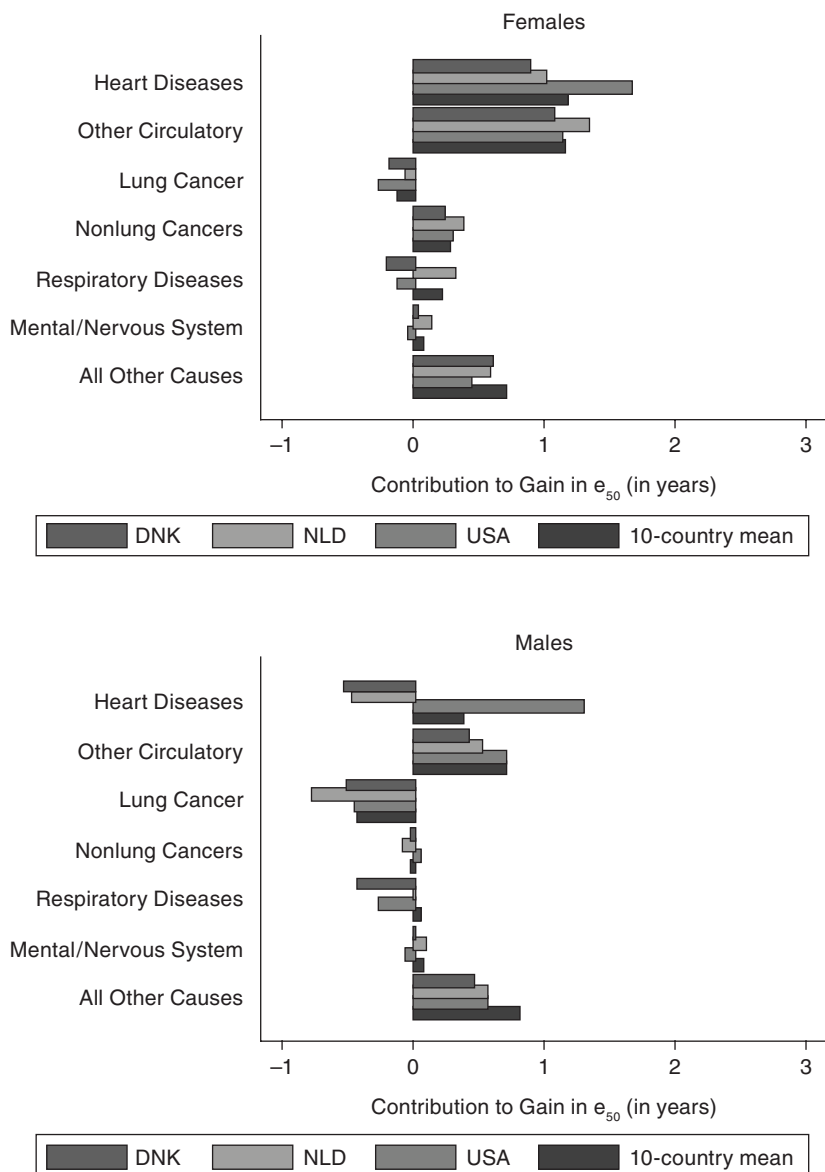 Females
Heart Diseases
Other Circulatory
Lung Cancer
Nonlung Cancers
Respiratory Diseases
Mental/Nervous System
All Other Causes
–1 0 1 2 3
Contribution to Gain in e50 (in years)
DNK NLD USA 10-country mean
Males
Heart Diseases
Other Circulatory
Lung Cancer
Nonlung Cancers
Respiratory Diseases
Mental/Nervous System
All Other Causes
–1 0 1 2 3
Contribution to Gain in e50 (in years)
DNK NLD USA 10-country mean